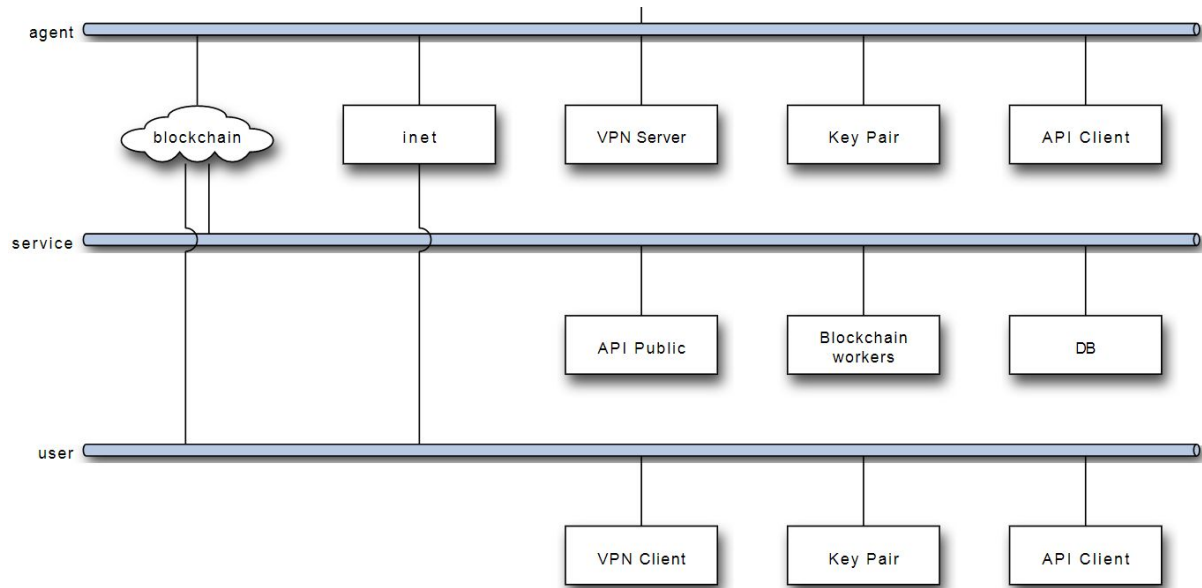 agent
blockchain
inet
VPN Server
Key Pair
API Client
service
API Public
Blockchain
workers
DB
user
VPN Client
Key Pair
API Client